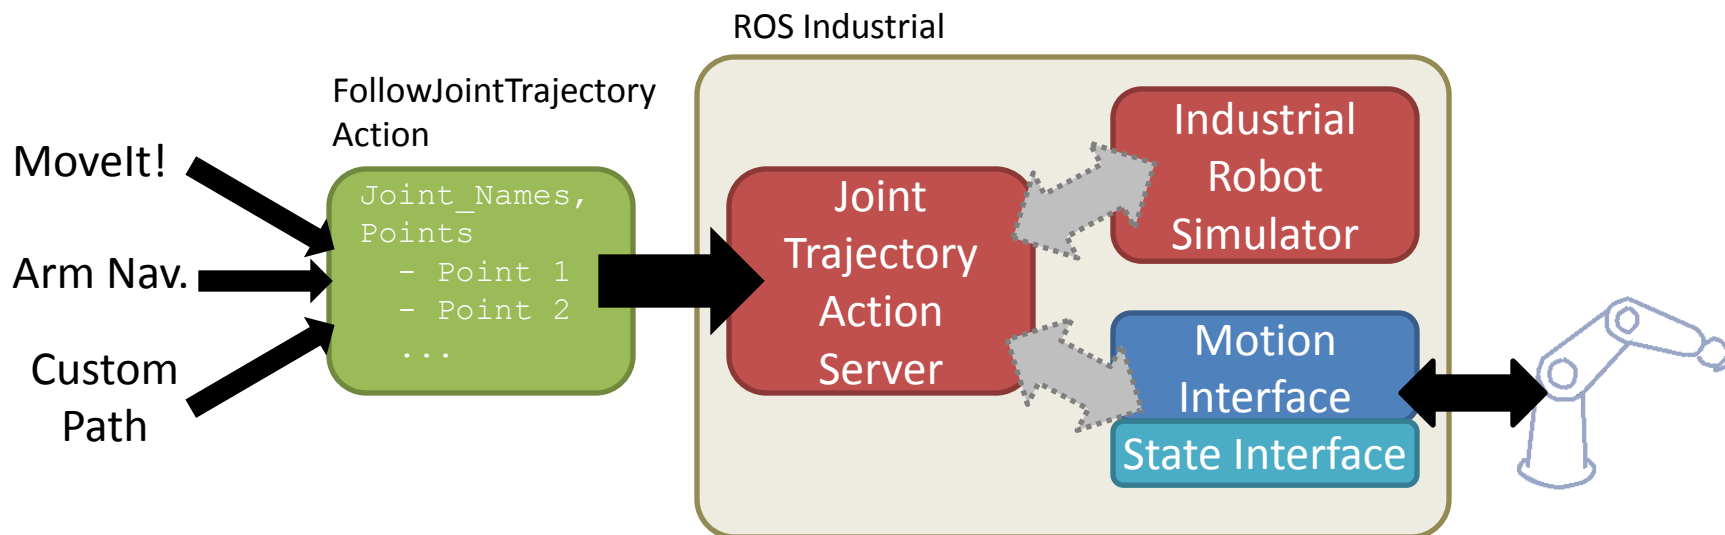 ROS Industrial
FollowJointTrajectory
Action
MoveIt!
Arm Nav.
Custom
Path
Joint_Names,
Points
- Point 1
- Point 2
...
Joint
Trajectory
Action
Server
Industrial
Robot
Simulator
Motion
Interface
State Interface